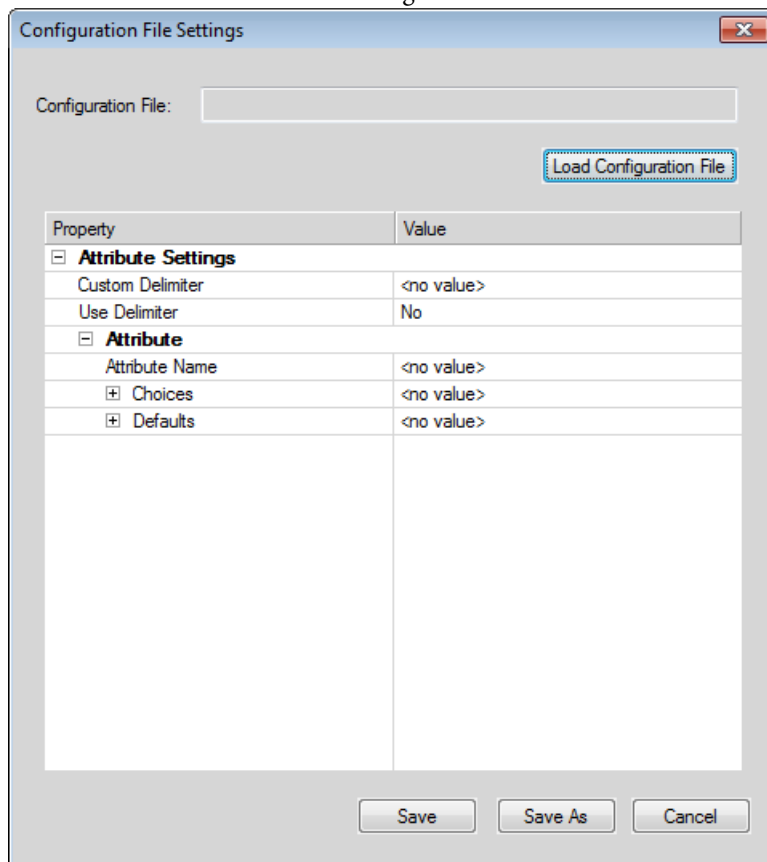 Configuration File Settings
Configuration File:
Load Configuration File
Property Value
Attribute Settings
Custom Delimiter <no value>
Use Delimiter No
Attribute
Attribute Name <no value>
Choices <no value>
Defaults <no value>
Save Save As Cancel